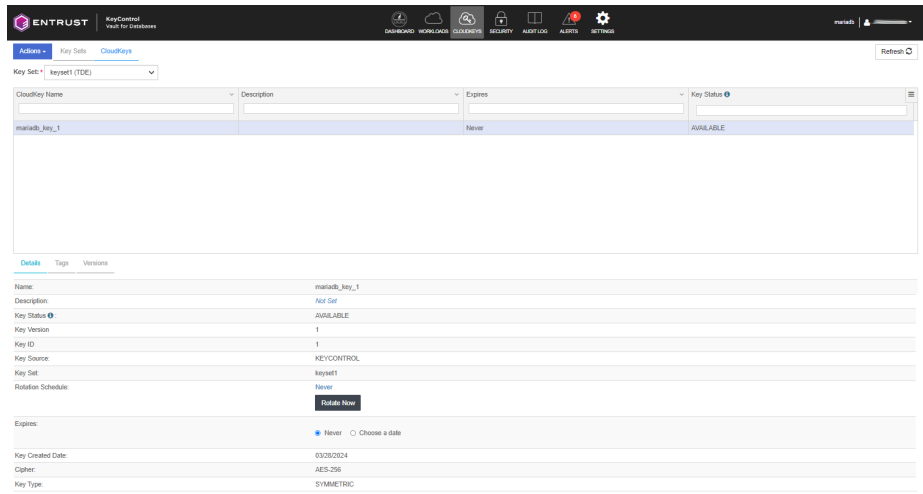 ENTRUST KeyControl
Vault for Databases
DASHBOARD WORKLOADS CLOUDKEYS SECURITY AUDIT LOG ALERTS SETTINGS
6
mariadb
Actions Key Sets CloudKeys Refresh
Key Set: * keyset1 (TDE)
CloudKey Name Description Expires Key Status
mariadb_key_1 Never AVAILABLE
Details Tags Versions
Name: mariadb_key_1
Description: Not Set
Key Status : AVAILABLE
Key Version 1
Key ID 1
Key Source: KEYCONTROL
Key Set: keyset1
Rotation Schedule: Never
Rotate Now
Expires: Never Choose a date
Key Created Date: 03/28/2024
Cipher: AES-256
Key Type: SYMMETRIC